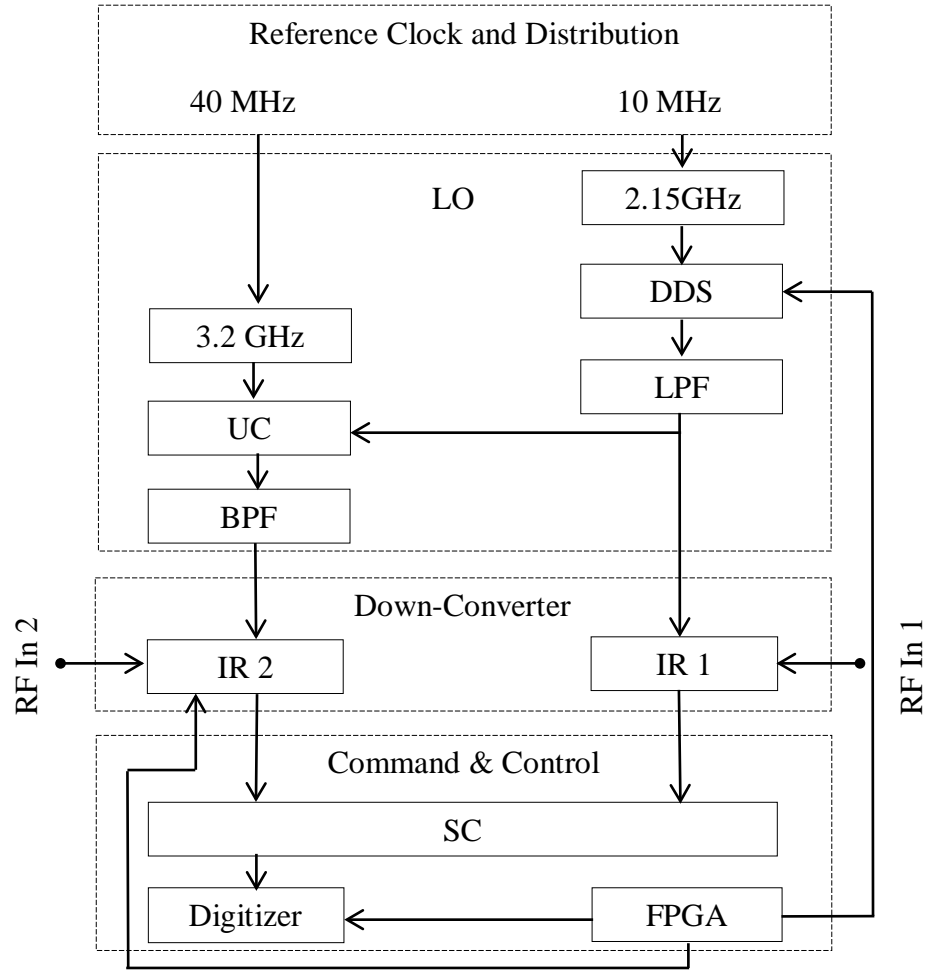 Reference Clock and Distribution
40 MHz
10 MHz
LO
2.15GHz
DDS
3.2 GHz
LPF
UC
BPF
Down-Converter
RF In 2
IR 2
IR 1
RF In 1
Command & Control
SC
Digitizer
FPGA